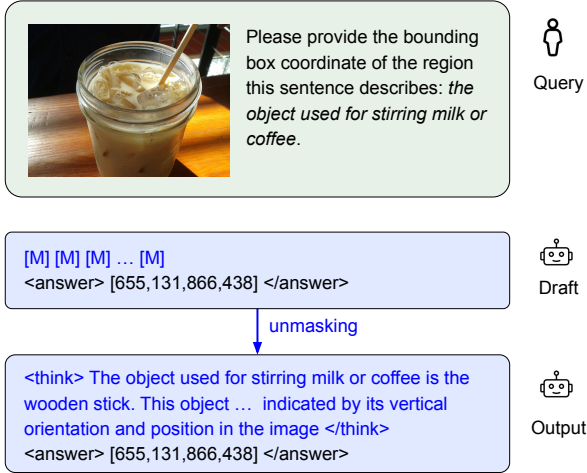 Please provide the bounding
box coordinate of the region
this sentence describes: the
object used for stirring milk or
coffee.
Query
[M] [M] [M] … [M]
<answer> [655,131,866,438] </answer>
Draft
unmasking
<think> The object used for stirring milk or coffee is the
wooden stick. This object … indicated by its vertical
orientation and position in the image </think>
<answer> [655,131,866,438] </answer>
Output